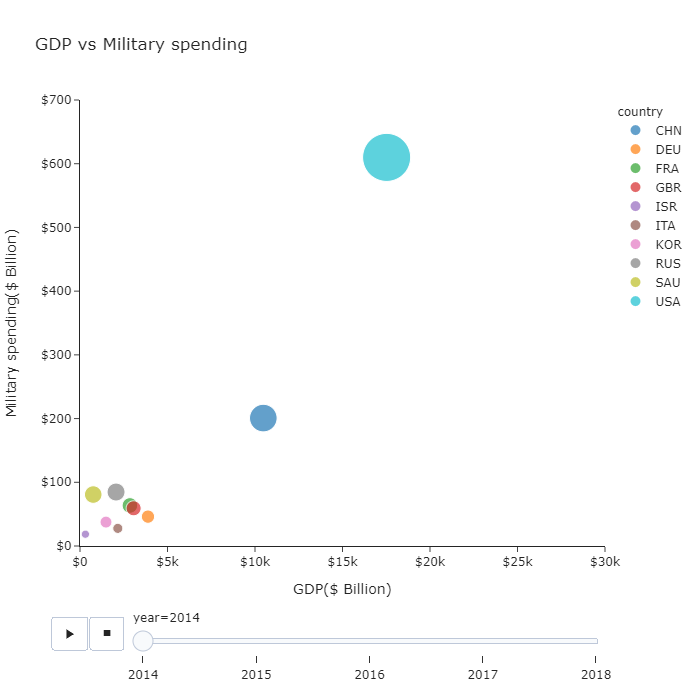 GDP vs Military spending
$700
$600
$500
$400
$300
$200
$100
$0
Military spending($ Billion)
$0 $5k $10k $15k $20k $25k $30k
GDP($ Billion)
country
CHN
DEU
FRA
GBR
ISR
ITA
KOR
RUS
SAU
USA
year=2014
2014 2015 2016 2017 2018